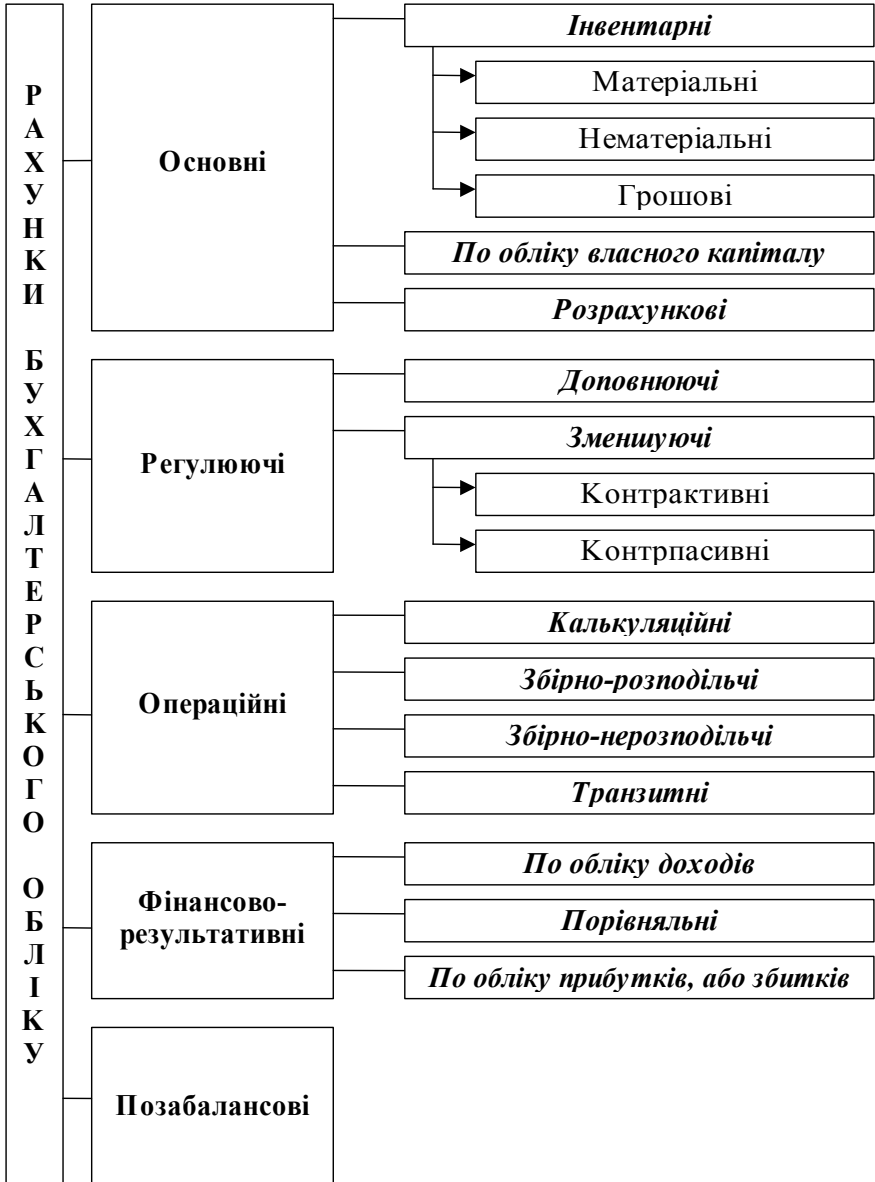 РАХУНКИ БУХГАЛТЕРСЬКОГО ОБЛІКУ
Основні
Інвентарні
Матеріальні
Нематеріальні
Грошові
По обліку власного капіталу
Розрахункові
Регулюючі
Доповнюючі
Зменшуючі
Контрактивні
Контрпасивні
Операційні
Калькуляційні
Збірно-розподільчі
Збірно-нерозподільчі
Транзитні
Фінансово-
результативні
По обліку доходів
Порівняльні
По обліку прибутків, або збитків
Позабалансові